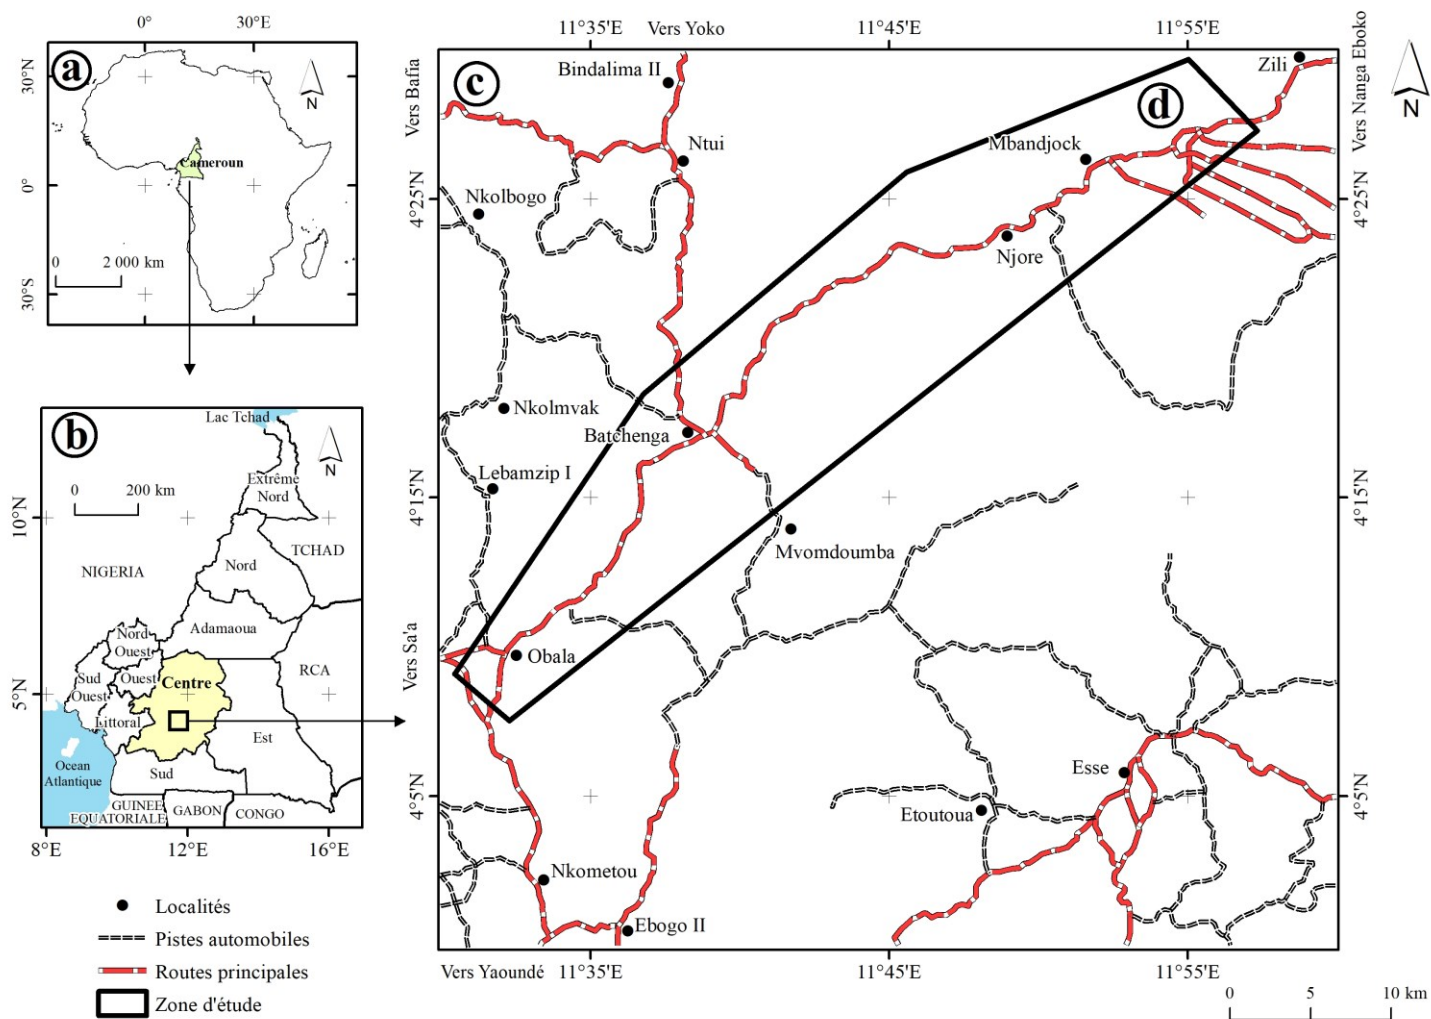 0°
30°E
a
30°N
0°
30°S
N
Cameroun
0
2 000 km
b
Lac Tchad
N
0
200 km
Extrême
Nord
10°N
5°N
TCHAD
NIGERIA
Nord
Adamaoua
Nord
Ouest
Sud
Ouest
Ouest
Centre
RCA
Littoral
Est
Ocean
Atlantique
Sud
GUINEE
EQUATORIALE
GABON
CONGO
8°E
12°E
16°E
Localités
Pistes automobiles
Routes principales
Zone d'étude
11°35'E
Vers Yoko
11°45'E
11°55'E
Vers Bafia
Vers Nanga Eboko
N
c
d
Bindalima II
Zili
Ntui
Mbandjock
Nkolbogo
4°25'N
4°25'N
Njore
Nkolmvak
Batchenga
Lebamzip I
4°15'N
4°15'N
Mvomdoumba
Vers Sa'a
Obala
Esse
Etoutoua
4°5'N
4°5'N
Nkometou
Ebogo II
Vers Yaoundé
11°35'E
11°45'E
11°55'E
0
5
10 km